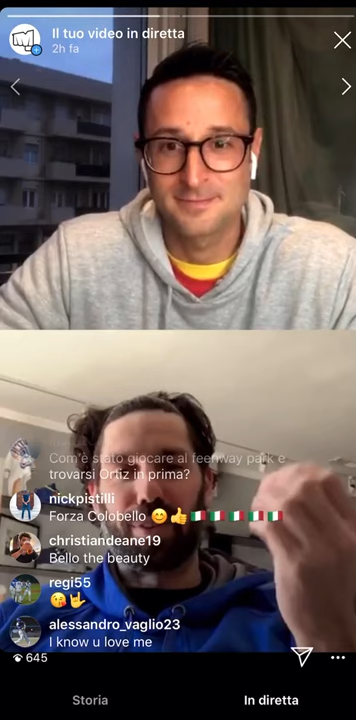 Il tuo video in diretta
2h fa
Com'è stato giocare al feenway park e
trovarsi Ortiz in prima?
nickpistilli
Forza Colobello 😊👍🇮🇹🇮🇹🇮🇹🇮🇹🇮🇹
christiandeane19
Bello the beauty
regi55
😘🤟
alessandro_vaglio23
I know u love me
645
Storia
In diretta